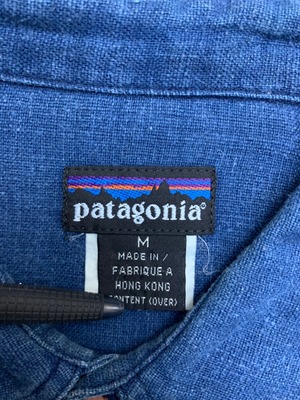 patagonia®
M
MADE IN /
FABRIQUE A
HONG KONG
CONTENT (OVER)